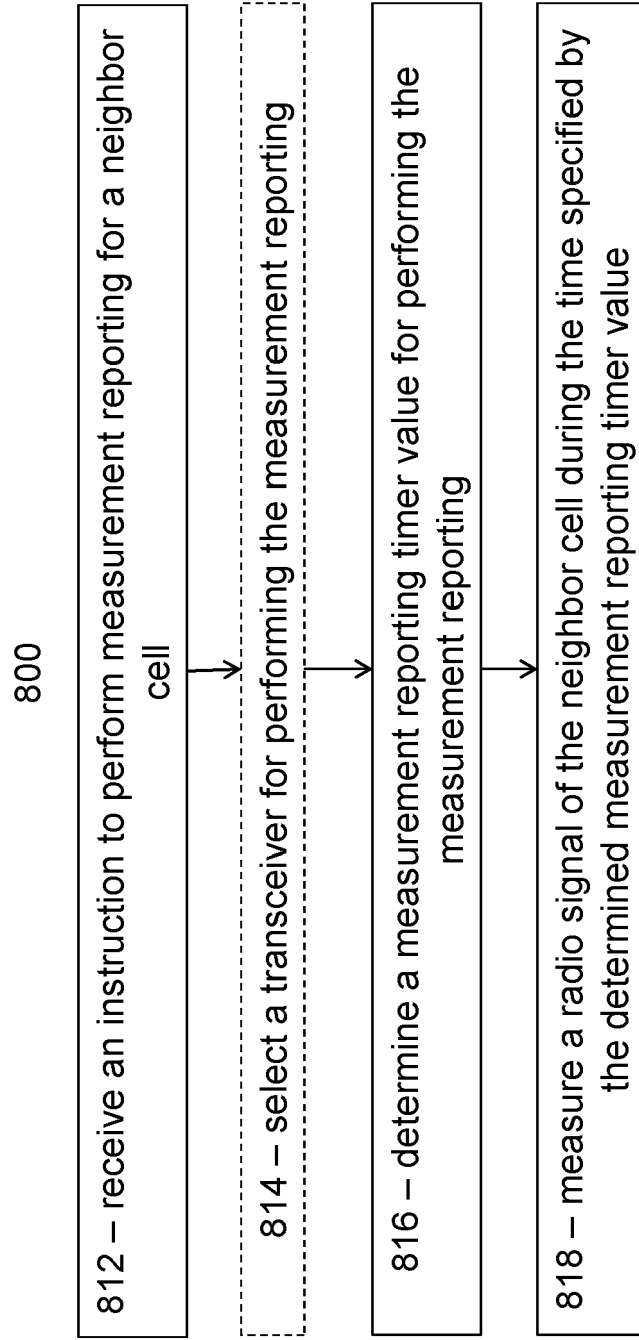 800
812 – receive an instruction to perform measurement reporting for a neighbor
cell
814 – select a transceiver for performing the measurement reporting
816 – determine a measurement reporting timer value for performing the
measurement reporting
818 – measure a radio signal of the neighbor cell during the time specified by
the determined measurement reporting timer value